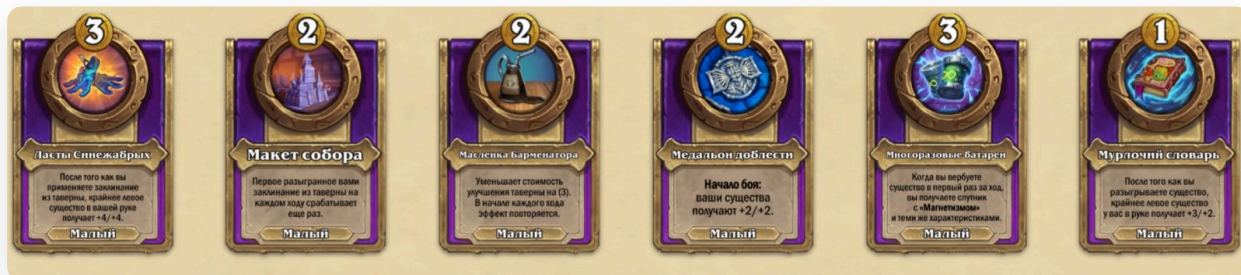 3
Ласты Синежабрых
После того как вы
применяете заклинание
из таверны, крайнее левое
существо в вашей руке
получает +4/+4.
Малый
2
Макет собора
Первое разыгранное вами
заклинание из таверны на
каждом ходу срабатывает
еще раз.
Малый
2
Масленка Барменатора
Уменьшает стоимость
улучшения таверны на (3).
В начале каждого хода
эффект повторяется.
Малый
2
Медальон доблести
Начало боя:
ваши существа
получают +2/+2.
Малый
3
Многоразовые батареи
Когда вы вербуете
существо в первый раз за ход,
вы получаете спутник
с «Магнетизмом»
и теми же характеристиками.
Малый
1
Мурлочий словарь
После того как вы
разыгрываете существо,
крайнее левое существо
у вас в руке получает +3/+2.
Малый